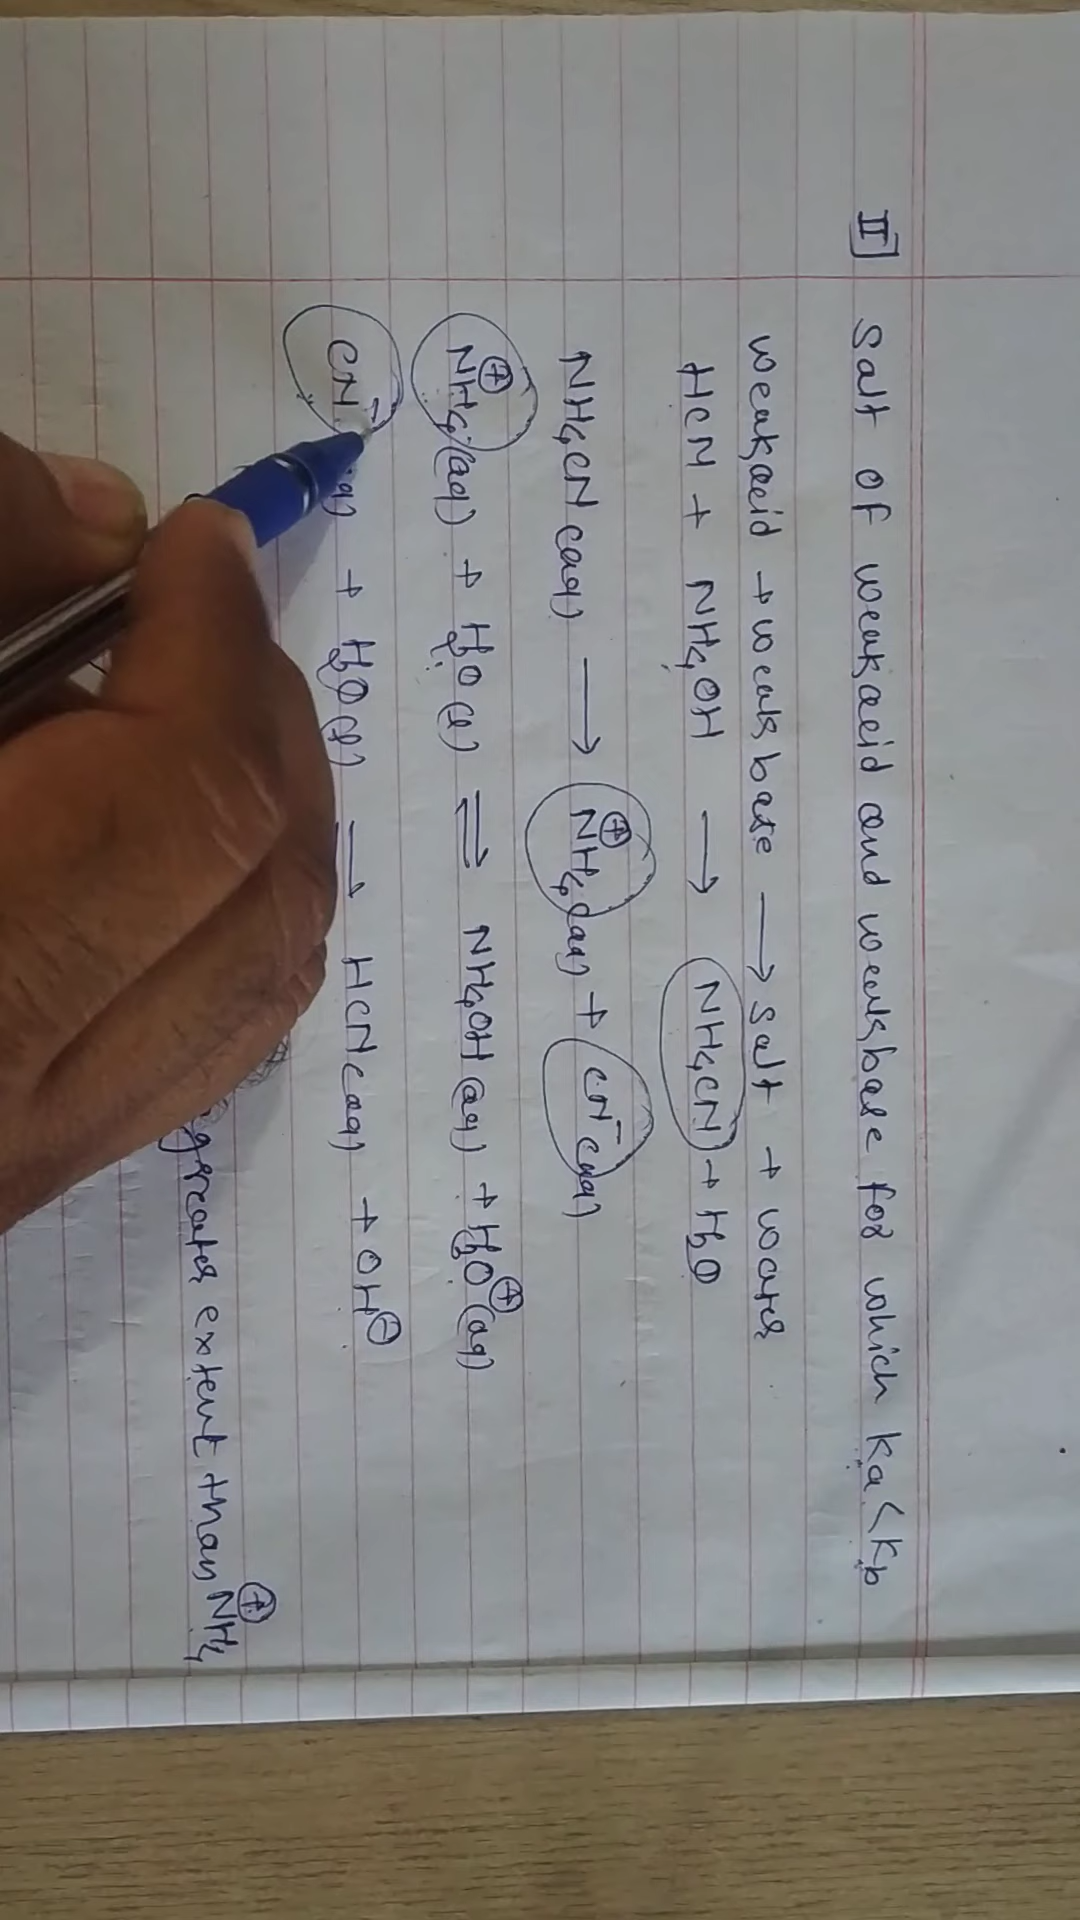 II] Salt of weak acid and weak base for which Ka < Kb
weak acid + weak base → salt + water
HCN + NH₄OH → NH₄CN + H₂O
NH₄CN(aq) → NH₄⊕(aq) + CN⁻(aq)
NH₄⊕(aq) + H₂O(l) ⇌ NH₄OH(aq) + H₃O⊕(aq)
CN⁻ + H₂O(l) → HCN(aq) + OH⊖
greater extent than NH₄⊕